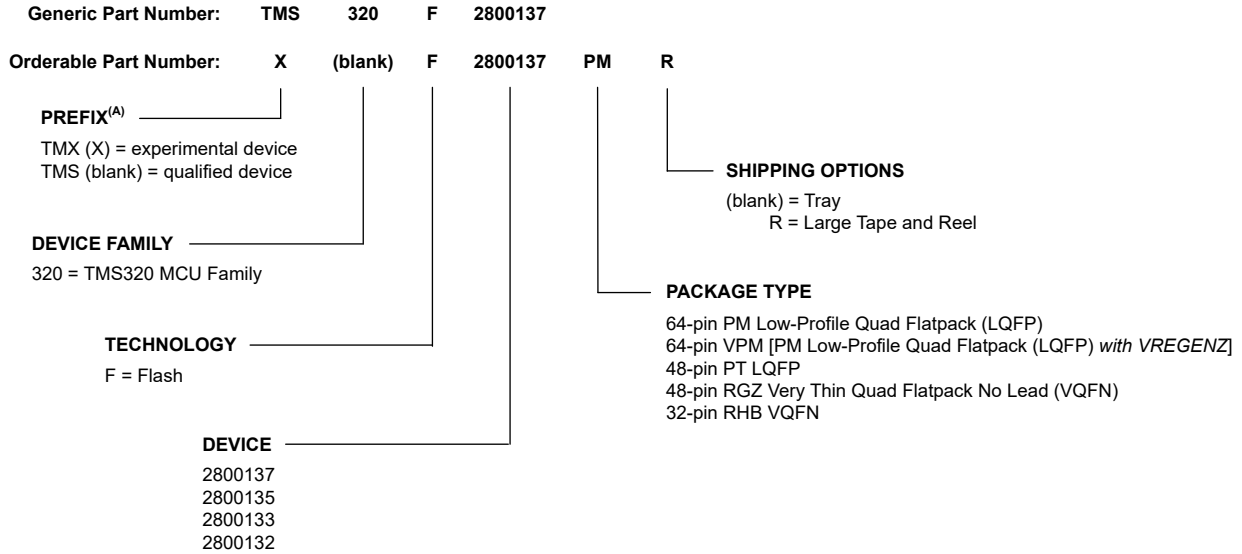 Generic Part Number: TMS 320 F 2800137
Orderable Part Number: X (blank) F 2800137 PM R
PREFIX(A)
TMX (X) = experimental device
TMS (blank) = qualified device
SHIPPING OPTIONS
(blank) = Tray
R = Large Tape and Reel
DEVICE FAMILY
320 = TMS320 MCU Family
PACKAGE TYPE
64-pin PM Low-Profile Quad Flatpack (LQFP)
64-pin VPM [PM Low-Profile Quad Flatpack (LQFP) with VREGENZ]
48-pin PT LQFP
48-pin RGZ Very Thin Quad Flatpack No Lead (VQFN)
32-pin RHB VQFN
TECHNOLOGY
F = Flash
DEVICE
2800137
2800135
2800133
2800132